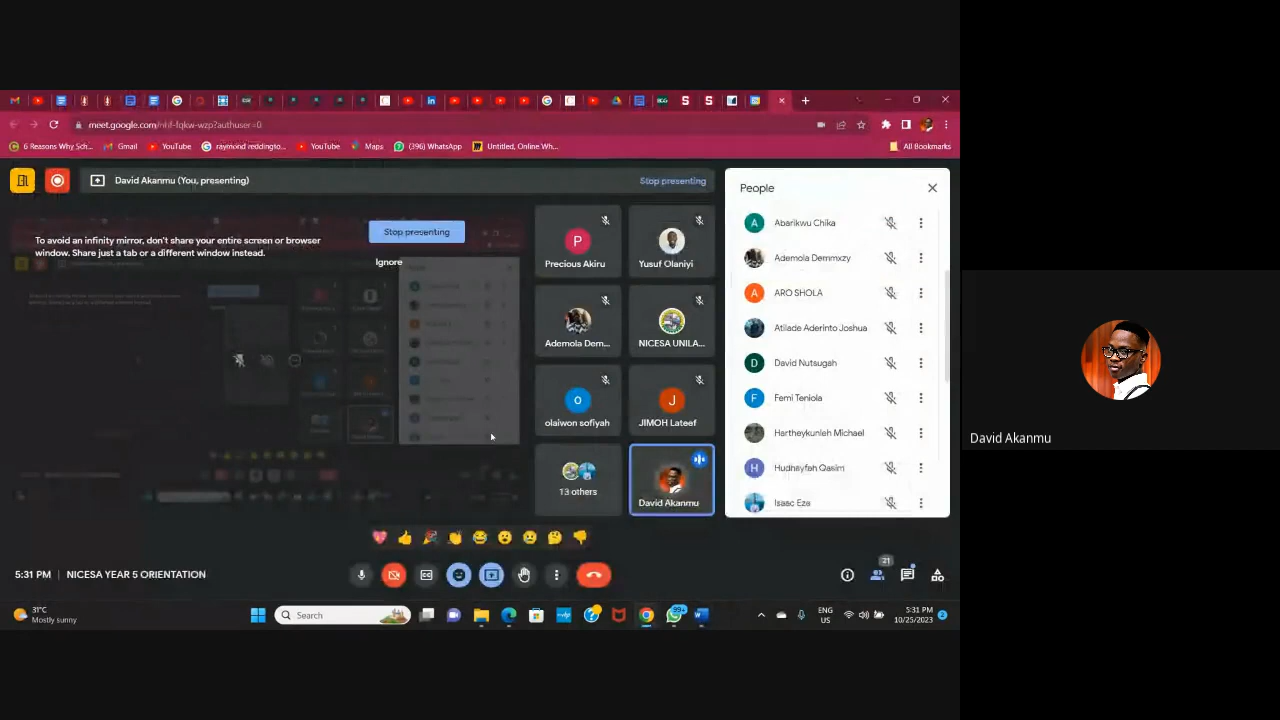 meet.google.com/nhf-fqkw-wzp?authuser=0
6 Reasons Why Sch...
Gmail
YouTube
raymond reddingto...
YouTube
Maps
(396) WhatsApp
Untitled, Online Wh...
All Bookmarks
David Akanmu (You, presenting)
Stop presenting
People
To avoid an infinity mirror, don't share your entire screen or browser
window. Share just a tab or a different window instead.
Stop presenting
Ignore
P
Precious Akiru
Yusuf Olaniyi
Ademola Dem...
NICESA UNILA...
o
olaiwon sofiyah
J
JIMOH Lateef
13 others
David Akanmu
A
Abarikwu Chika
Ademola Demmxzy
A
ARO SHOLA
Atilade Aderinto Joshua
D
David Nutsugah
F
Femi Teniola
Hartheykunleh Michael
H
Hudhayfah Qasim
Isaac Eze
David Akanmu
5:31 PM | NICESA YEAR 5 ORIENTATION
21
31°C
Mostly sunny
Search
99+
ENG
US
5:31 PM
10/25/2023
2